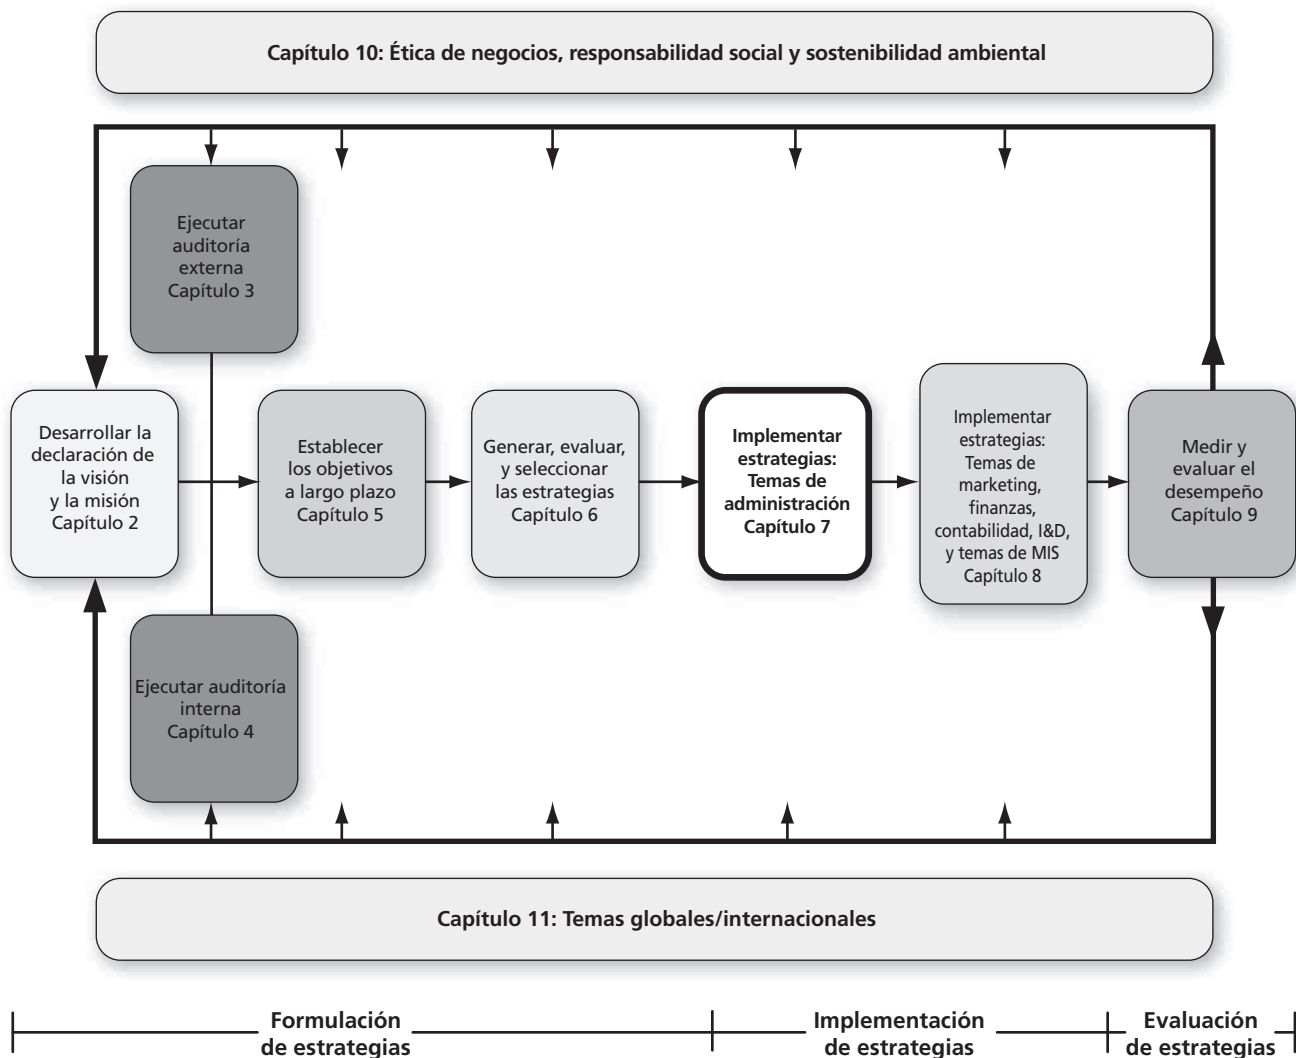 Capítulo 10: Ética de negocios, responsabilidad social y sostenibilidad ambiental
Ejecutar
auditoría
externa
Capítulo 3
Desarrollar la
declaración de
la visión
y la misión
Capítulo 2
Establecer
los objetivos
a largo plazo
Capítulo 5
Generar, evaluar,
y seleccionar
las estrategias
Capítulo 6
Implementar
estrategias:
Temas de
administración
Capítulo 7
Implementar
estrategias:
Temas de
marketing,
finanzas,
contabilidad, I&D,
y temas de MIS
Capítulo 8
Medir y
evaluar el
desempeño
Capítulo 9
Ejecutar auditoría
interna
Capítulo 4
Capítulo 11: Temas globales/internacionales
Formulación
de estrategias
Implementación
de estrategias
Evaluación
de estrategias